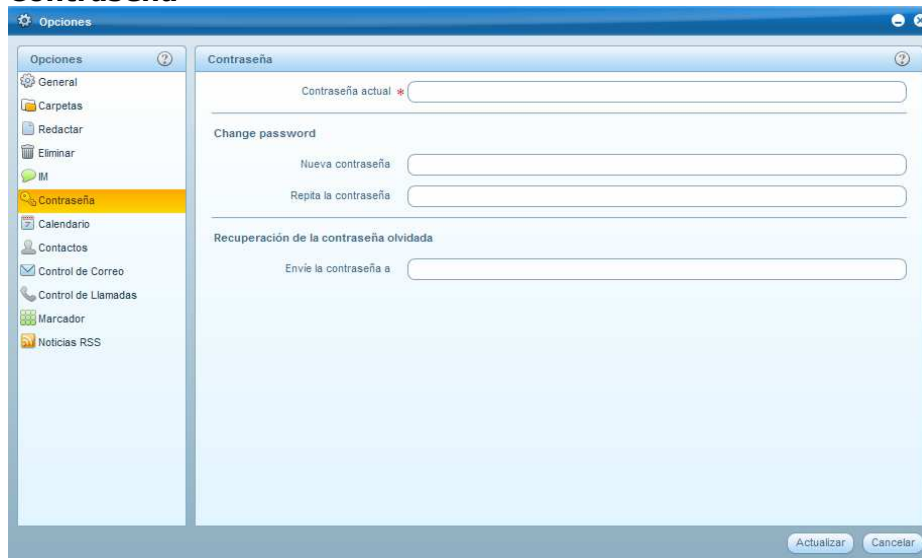 Contraseña
Opciones
Opciones
General
Carpetas
Redactar
Eliminar
IM
Contraseña
Calendario
Contactos
Control de Correo
Control de Llamadas
Marcador
Noticias RSS
Contraseña
Contraseña actual *
Change password
Nueva contraseña
Repita la contraseña
Recuperación de la contraseña olvidada
Envíe la contraseña a
Actualizar
Cancelar